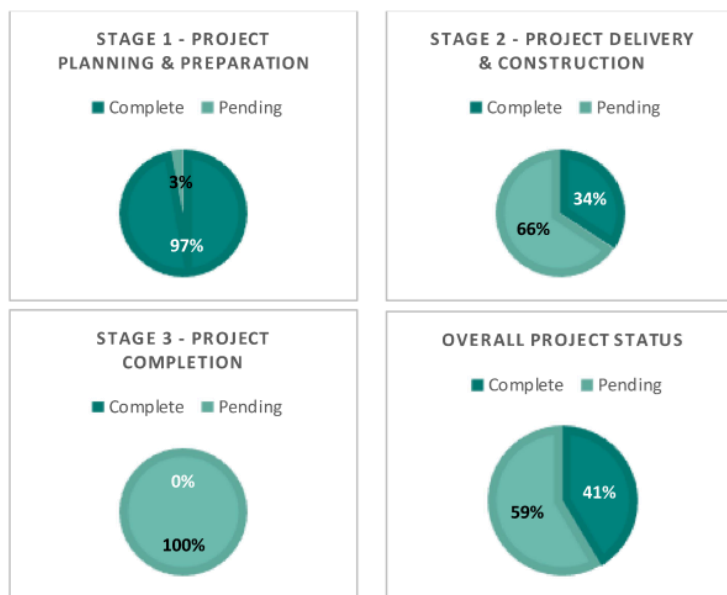 STAGE 1 - PROJECT
PLANNING & PREPARATION
Complete Pending
3%
97%
STAGE 2 - PROJECT DELIVERY
& CONSTRUCTION
Complete Pending
34%
66%
STAGE 3 - PROJECT
COMPLETION
Complete Pending
0%
100%
OVERALL PROJECT STATUS
Complete Pending
41%
59%